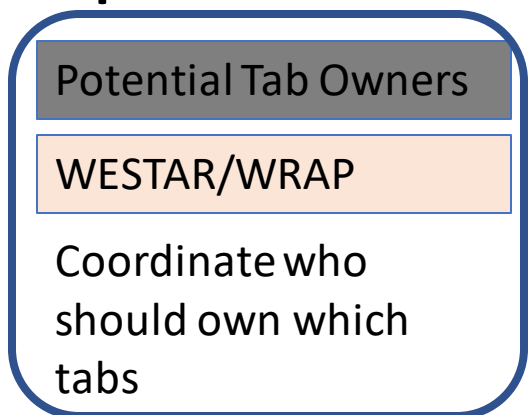 Potential Tab Owners
WESTAR/WRAP
Coordinate who
should own which
tabs